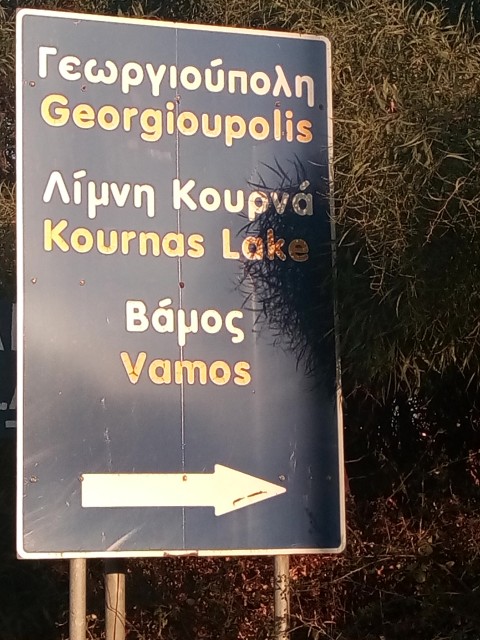 Γεωργιούπολη
Georgioupolis
Λίμνη Κουρνά
Kournas Lake
Βάμος
Vamos